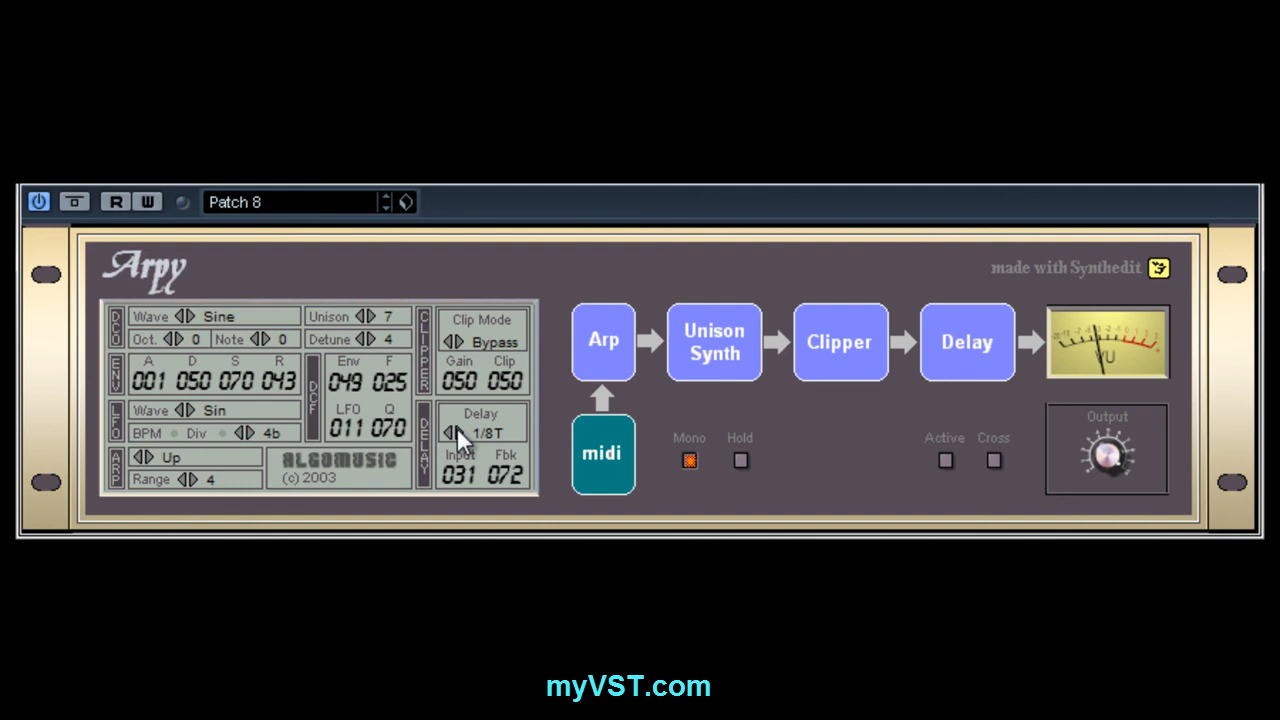 R W Patch 8
Arpy
made with Synthedit
DCO Wave Sine Unison 7
Oct. 0 Note 0 Detune 4
CLIPPER Clip Mode
Bypass
Gain Clip
050 050
ENV A D S R
001 050 070 043
DCF Env F
049 025
LFO Q
011 070
LFO Wave Sin
BPM Div 4b
DELAY Delay
1/8T
Input Fbk
031 072
ARP Up
Range 4
ALGOMUSIC
(c) 2003
Arp
Unison
Synth
Clipper
Delay
VU
midi
Mono Hold
Active Cross
Output
myVST.com